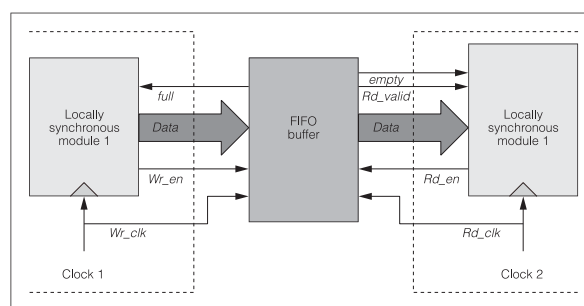 Locally
synchronous
module 1
full
Data
Wr_en
Wr_clk
Clock 1
FIFO
buffer
empty
Rd_valid
Data
Rd_en
Rd_clk
Locally
synchronous
module 1
Clock 2